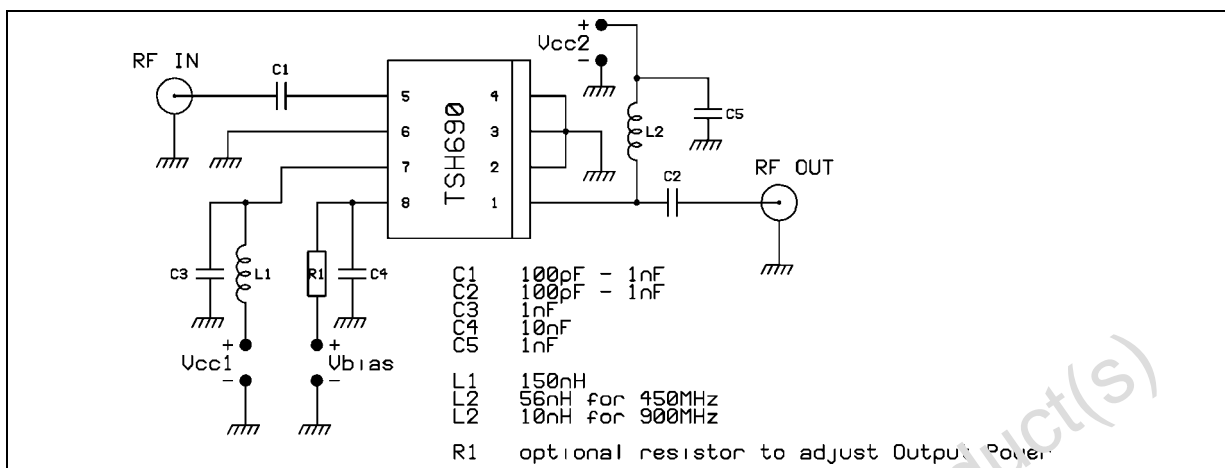 RF IN
C1
5
6
7
8
TSH690
4
3
2
1
+
Vcc2
-
L2
C5
C2
RF OUT
C3
L1
R1
C4
+
Vcc1
-
+
Vbias
-
C1 100pF - 1nF
C2 100pF - 1nF
C3 1nF
C4 10nF
C5 1nF
L1 150nH
L2 56nH for 450MHz
L2 10nH for 900MHz
R1 optional resistor to adjust Output Power
duct(s)